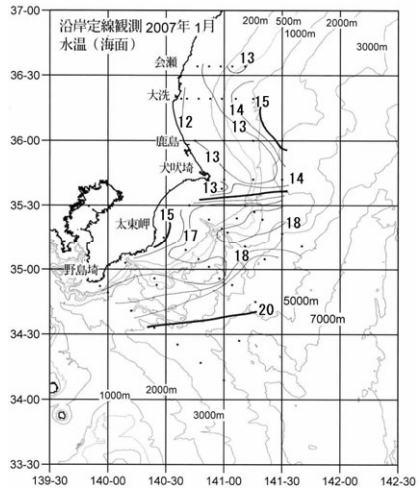 37-00
沿岸定線観測 2007年 1月
水温(海面)
200m 500m 2000m
1000m 3000m
会瀬 13
36-30
大洗 15
14
12 13
36-00
鹿島 13
犬吠埼
13 14
35-30
太東岬 15 18
17
18
35-00
野島埼
20 5000m
7000m
34-30
34-00
1000m 2000m
3000m
33-30
139-30 140-00 140-30 141-00 141-30 142-00 142-30